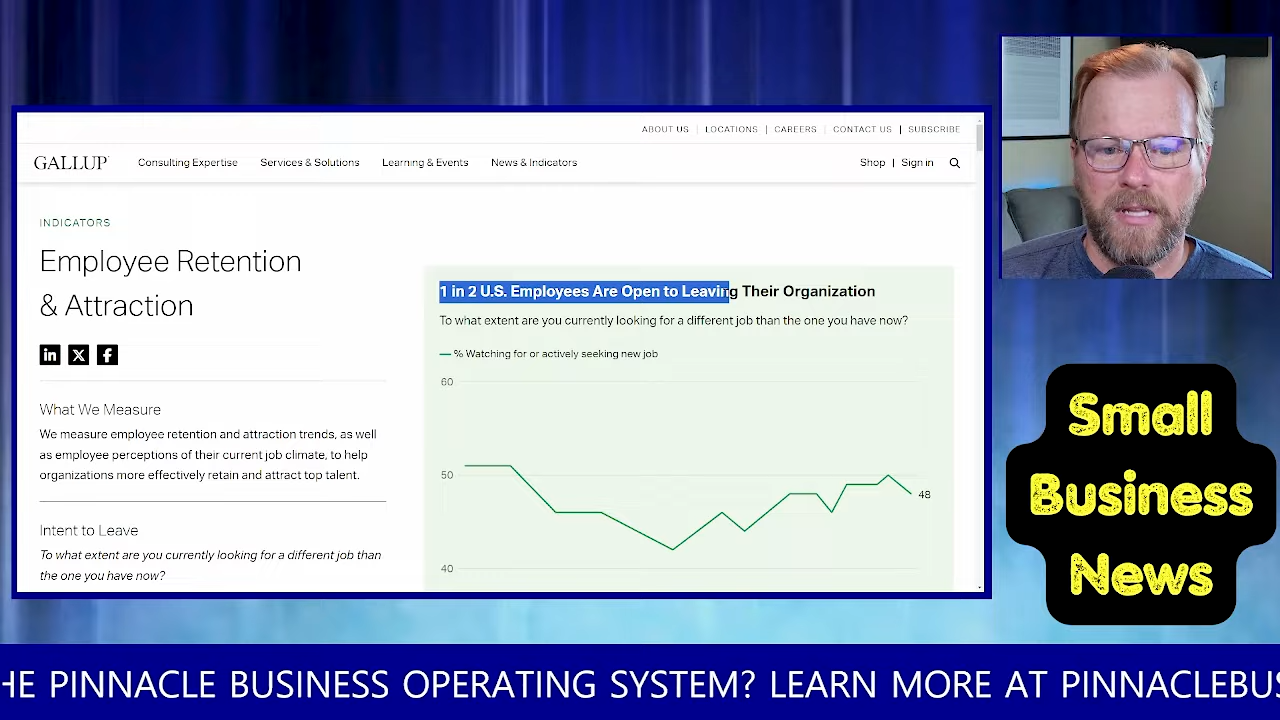 ABOUT US | LOCATIONS | CAREERS | CONTACT US | SUBSCRIBE
GALLUP
Consulting Expertise
Services & Solutions
Learning & Events
News & Indicators
Shop | Sign in
INDICATORS
Employee Retention
& Attraction
What We Measure
We measure employee retention and attraction trends, as well
as employee perceptions of their current job climate, to help
organizations more effectively retain and attract top talent.
Intent to Leave
To what extent are you currently looking for a different job than
the one you have now?
1 in 2 U.S. Employees Are Open to Leaving Their Organization
To what extent are you currently looking for a different job than the one you have now?
% Watching for or actively seeking new job
60
50
48
40
Small
Business
News
HE PINNACLE BUSINESS OPERATING SYSTEM? LEARN MORE AT PINNACLEBUS